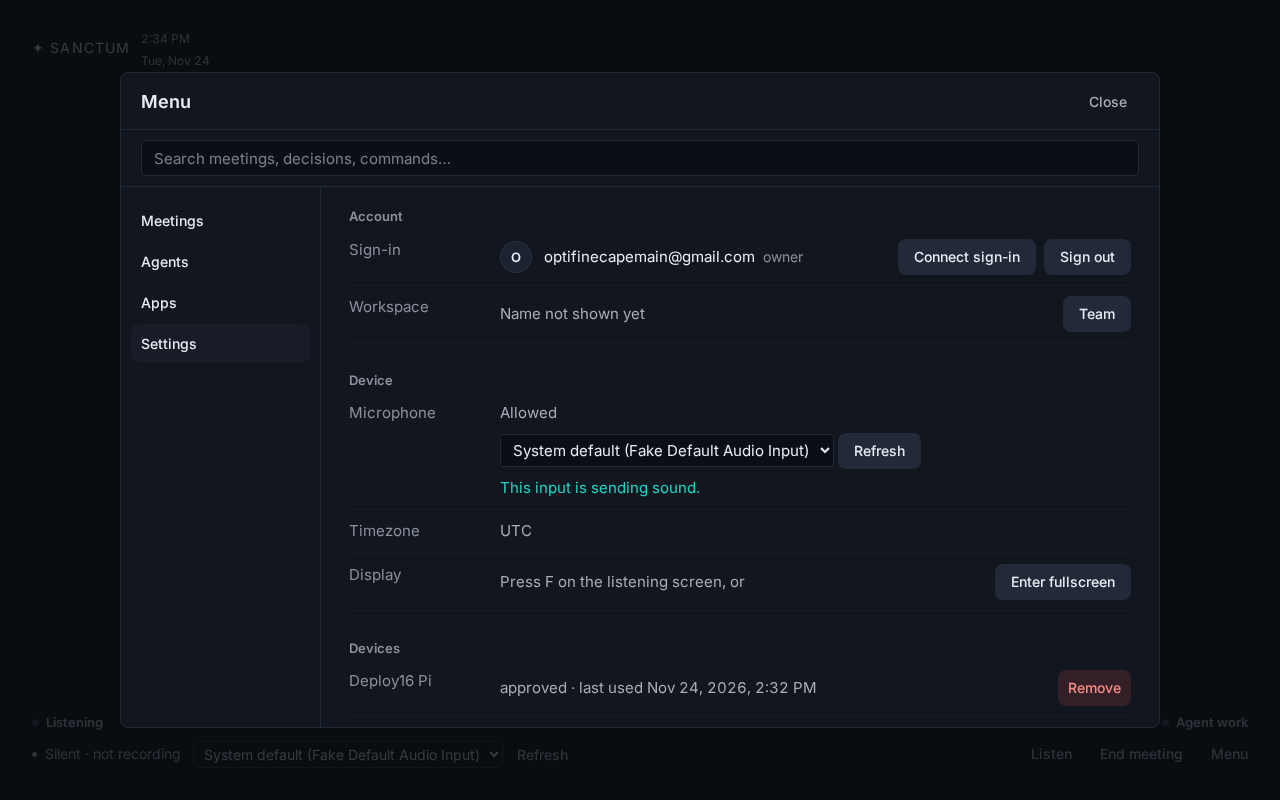 ✦ SANCTUM
2:34 PM
Tue, Nov 24
Menu
Close
Search meetings, decisions, commands...
Meetings
Agents
Apps
Settings
Account
Sign-in
O
optifinecapemain@gmail.com owner
Connect sign-in
Sign out
Workspace
Name not shown yet
Team
Device
Microphone
Allowed
System default (Fake Default Audio Input)
Refresh
This input is sending sound.
Timezone
UTC
Display
Press F on the listening screen, or
Enter fullscreen
Devices
Deploy16 Pi
approved · last used Nov 24, 2026, 2:32 PM
Remove
Listening
Agent work
Silent · not recording
System default (Fake Default Audio Input)
Refresh
Listen
End meeting
Menu